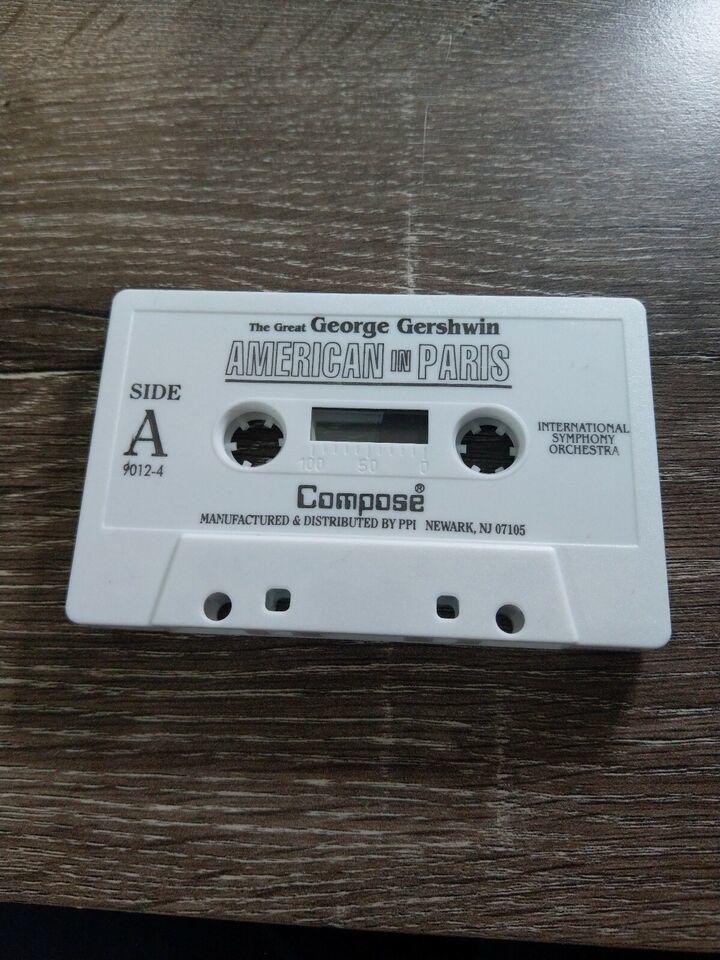 The Great George Gershwin
AMERICAN IN PARIS
SIDE
A
9012-4
INTERNATIONAL
SYMPHONY
ORCHESTRA
100 50 0
Compose®
MANUFACTURED & DISTRIBUTED BY PPI NEWARK, NJ 07105